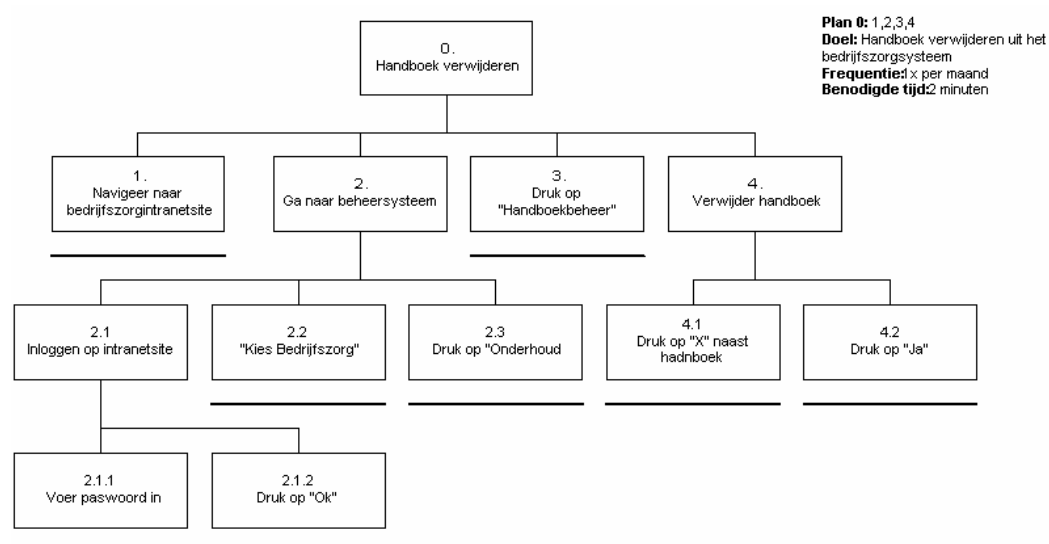 0.
Handboek verwijderen
Plan 0: 1,2,3,4
Doel: Handboek verwijderen uit het
bedrijfszorgsysteem
Frequentie:1x per maand
Benodigde tijd:2 minuten
1.
Navigeer naar
bedrijfszorgintranetsite
2.
Ga naar beheersysteem
3.
Druk op
"Handboekbeheer"
4.
Verwijder handboek
2.1
Inloggen op intranetsite
2.2
"Kies Bedrijfszorg"
2.3
Druk op "Onderhoud
4.1
Druk op "X" naast
hadnboek
4.2
Druk op "Ja"
2.1.1
Voer paswoord in
2.1.2
Druk op "Ok"